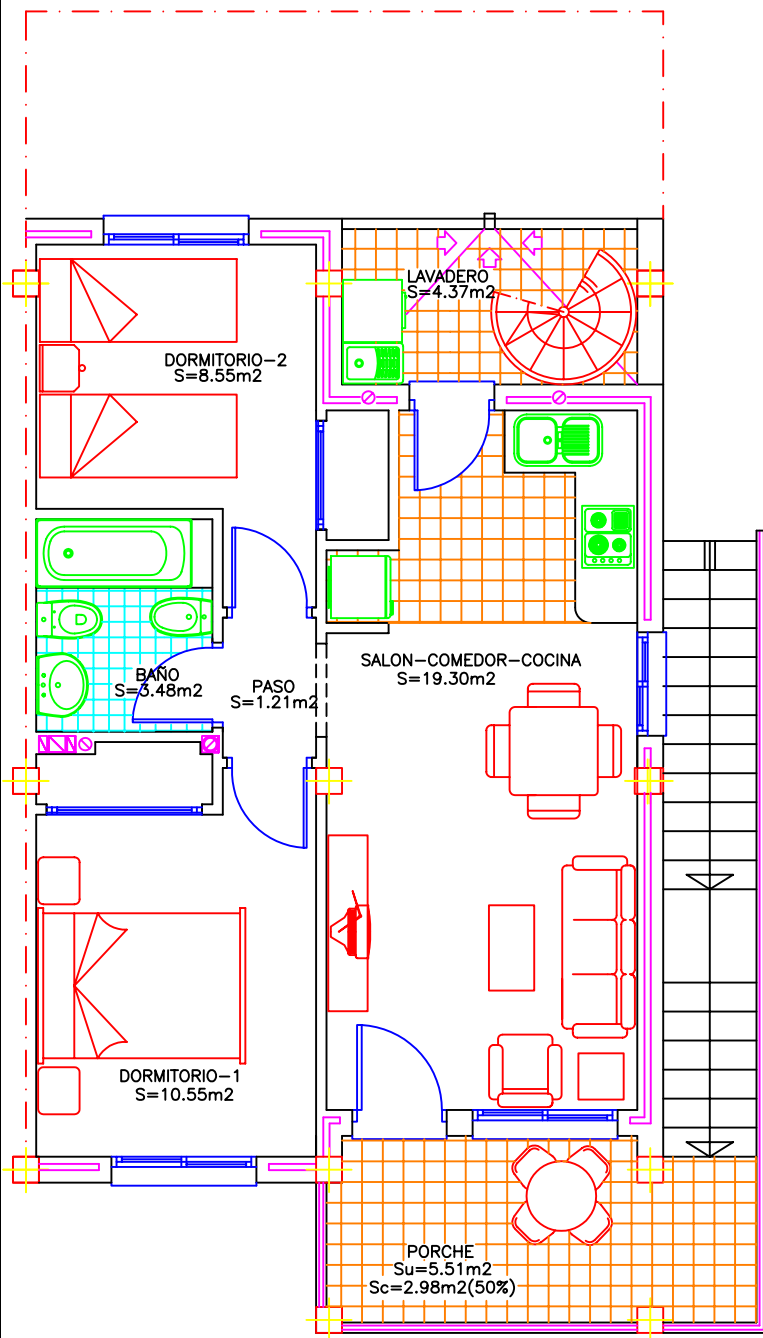 LAVADERO
S=4.37m2
DORMITORIO-2
S=8.55m2
BAÑO
S=3.48m2
PASO
S=1.21m2
SALON-COMEDOR-COCINA
S=19.30m2
DORMITORIO-1
S=10.55m2
PORCHE
Su=5.51m2
Sc=2.98m2(50%)